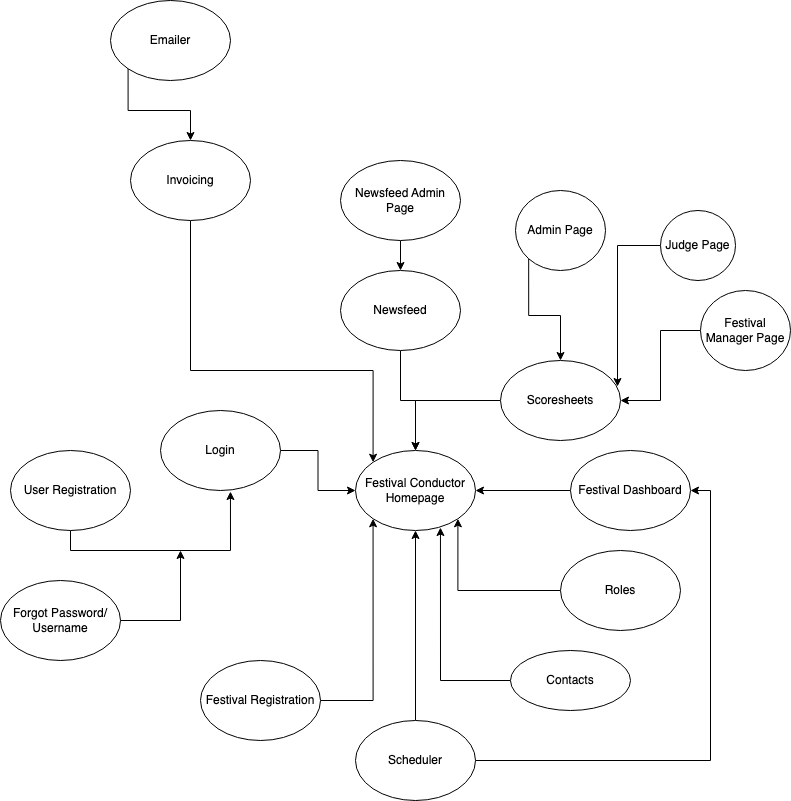 Emailer
Invoicing
Newsfeed Admin
Page
Admin Page
Judge Page
Newsfeed
Festival
Manager Page
Scoresheets
Login
User Registration
Festival Conductor
Homepage
Festival Dashboard
Roles
Forgot Password/
Username
Contacts
Festival Registration
Scheduler